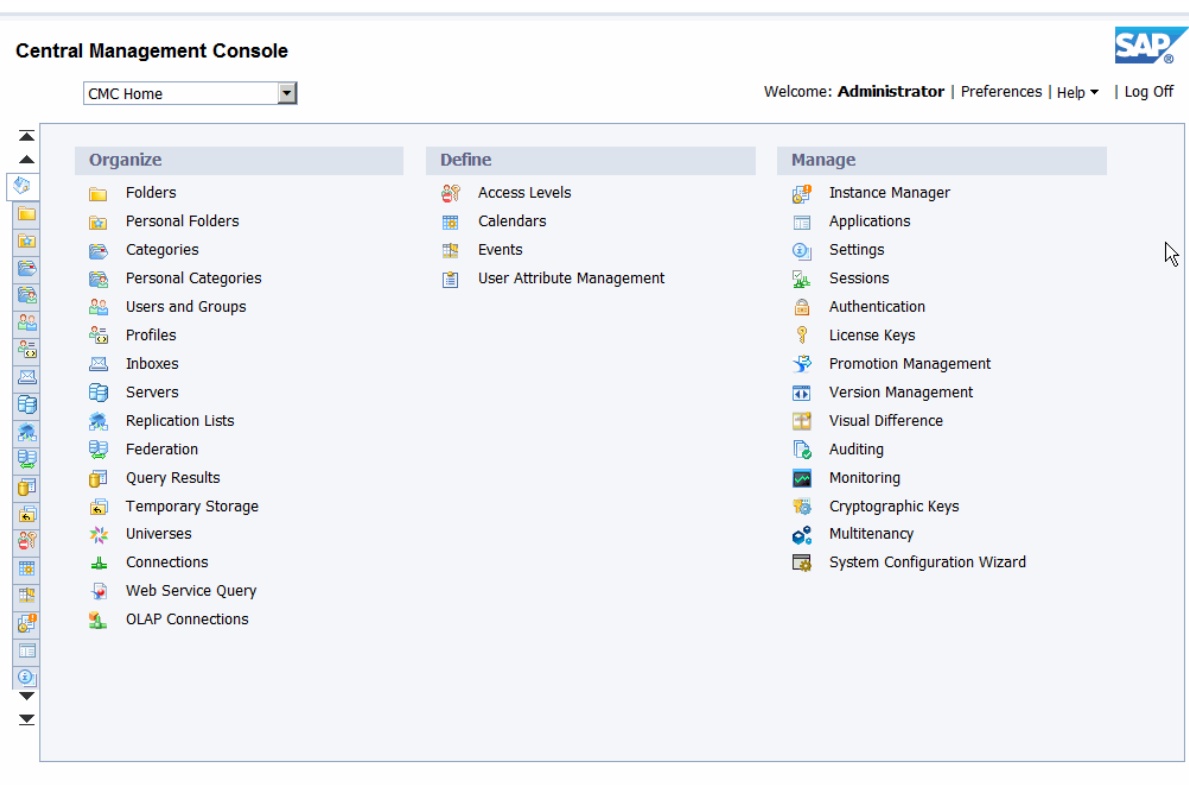 Central Management Console
SAP®
CMC Home
Welcome: Administrator | Preferences | Help | Log Off
Organize
Folders
Personal Folders
Categories
Personal Categories
Users and Groups
Profiles
Inboxes
Servers
Replication Lists
Federation
Query Results
Temporary Storage
Universes
Connections
Web Service Query
OLAP Connections
Define
Access Levels
Calendars
Events
User Attribute Management
Manage
Instance Manager
Applications
Settings
Sessions
Authentication
License Keys
Promotion Management
Version Management
Visual Difference
Auditing
Monitoring
Cryptographic Keys
Multitenancy
System Configuration Wizard